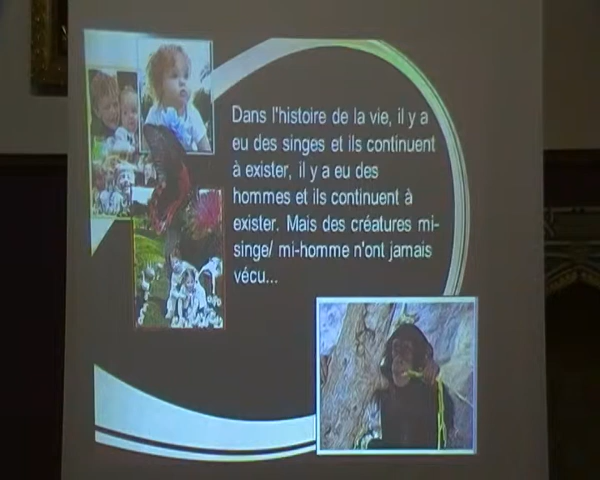 Dans l'histoire de la vie, il y a
eu des singes et ils continuent
à exister, il y a eu des
hommes et ils continuent à
exister. Mais des créatures mi-
singe/ mi-homme n'ont jamais
vécu...